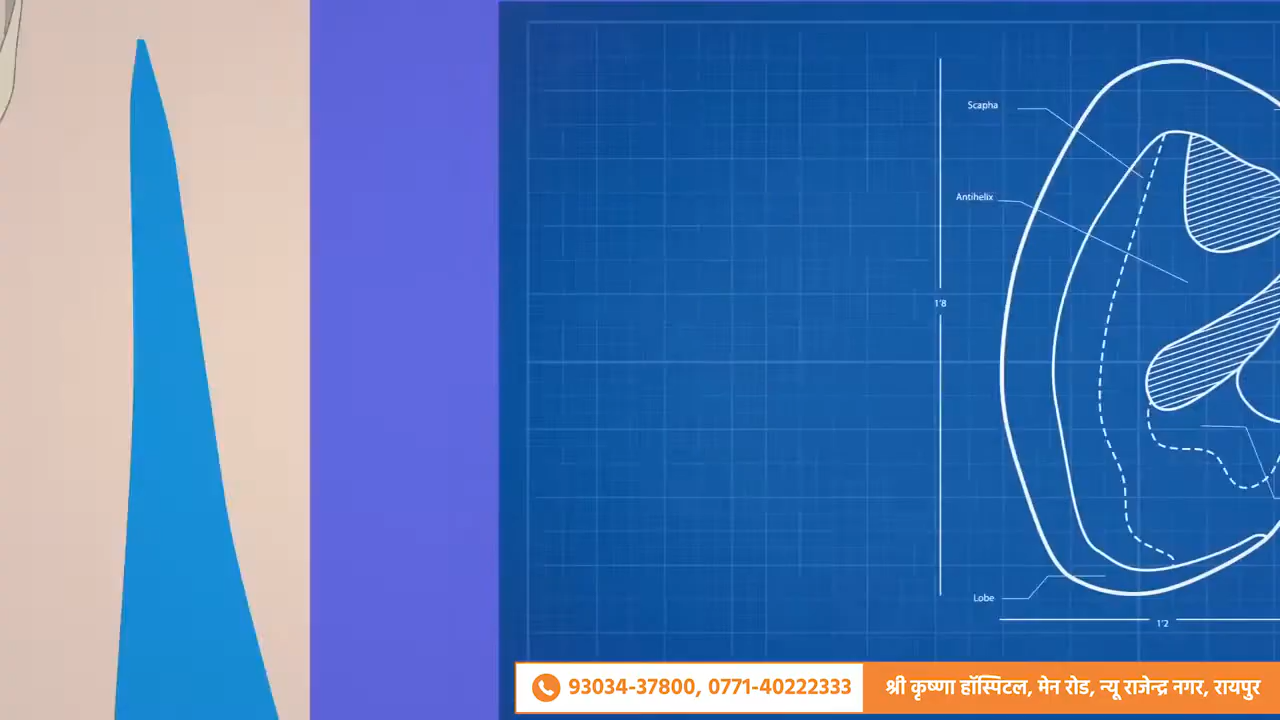 Scapha
Antihelix
1'8
Lobe
1'2
93034-37800, 0771-40222333
श्री कृष्णा हॉस्पिटल, मेन रोड, न्यू राजेन्द्र नगर, रायपुर